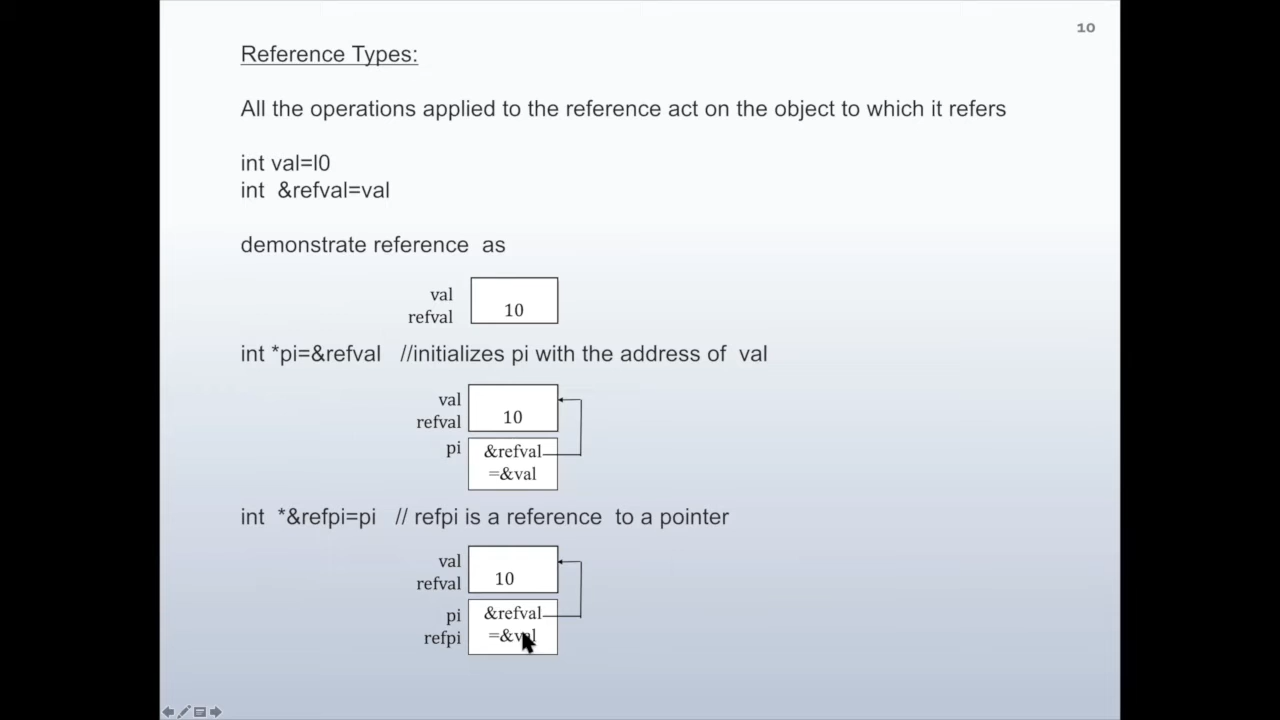 10
Reference Types:
All the operations applied to the reference act on the object to which it refers
int val=l0
int &refval=val
demonstrate reference as
val
refval
10
int *pi=&refval //initializes pi with the address of val
val
refval
10
pi
&refval
=&val
int *&refpi=pi // refpi is a reference to a pointer
val
refval
10
pi
refpi
&refval
=&val